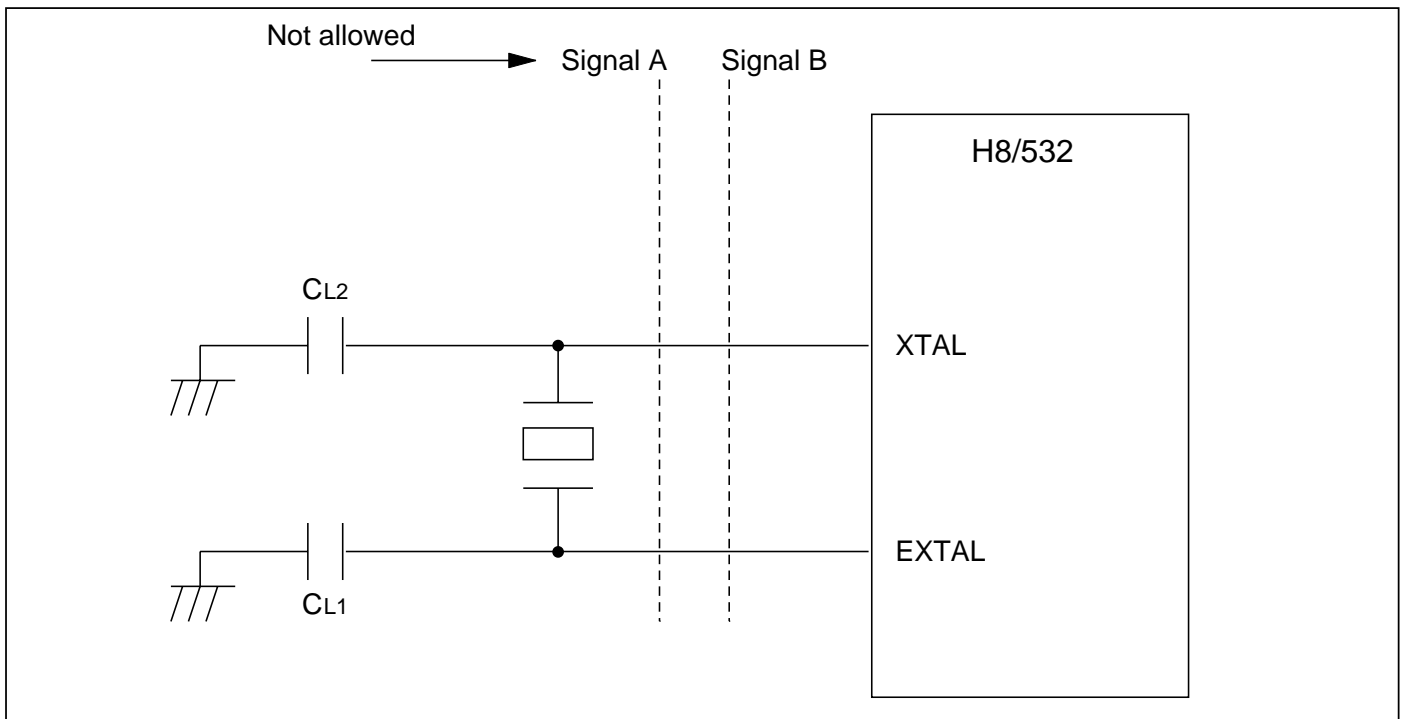 Not allowed
Signal A
Signal B
H8/532
CL2
XTAL
EXTAL
CL1